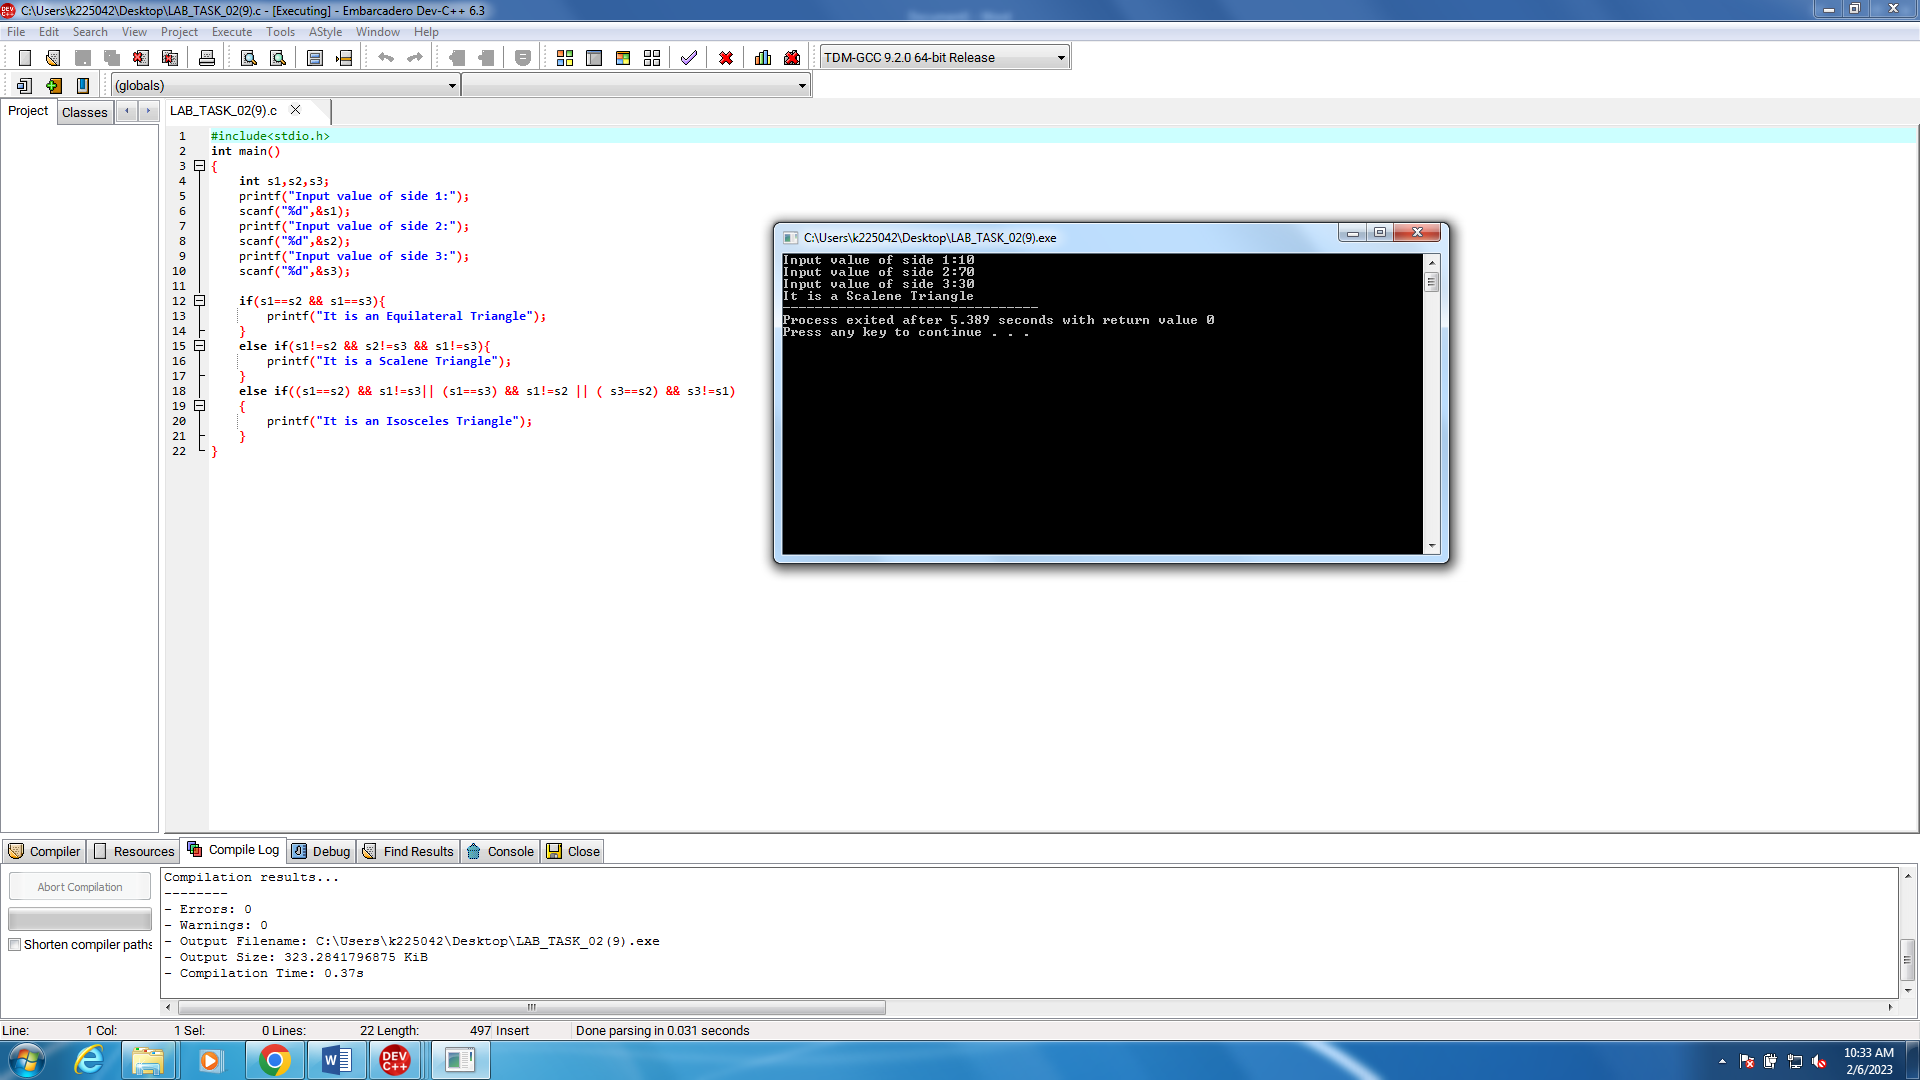 C:\Users\k225042\Desktop\LAB_TASK_02(9).c - [Executing] - Embarcadero Dev-C++ 6.3
File Edit Search View Project Execute Tools AStyle Window Help
TDM-GCC 9.2.0 64-bit Release
(globals)
Project Classes LAB_TASK_02(9).c
1 #include<stdio.h>
2 int main()
3 {
4 int s1,s2,s3;
5 printf("Input value of side 1:");
6 scanf("%d",&s1);
7 printf("Input value of side 2:");
8 scanf("%d",&s2);
9 printf("Input value of side 3:");
10 scanf("%d",&s3);
11
12 if(s1==s2 && s1==s3){
13 printf("It is an Equilateral Triangle");
14 }
15 else if(s1!=s2 && s2!=s3 && s1!=s3){
16 printf("It is a Scalene Triangle");
17 }
18 else if((s1==s2) && s1!=s3|| (s1==s3) && s1!=s2 || ( s3==s2) && s3!=s1)
19 {
20 printf("It is an Isosceles Triangle");
21 }
22 }
C:\Users\k225042\Desktop\LAB_TASK_02(9).exe
Input value of side 1:10
Input value of side 2:70
Input value of side 3:30
It is a Scalene Triangle
--------------------------------
Process exited after 5.389 seconds with return value 0
Press any key to continue . . .
Compiler Resources Compile Log Debug Find Results Console Close
Abort Compilation
Shorten compiler paths
Compilation results...
--------
- Errors: 0
- Warnings: 0
- Output Filename: C:\Users\k225042\Desktop\LAB_TASK_02(9).exe
- Output Size: 323.2841796875 KiB
- Compilation Time: 0.37s
Line: 1 Col: 1 Sel: 0 Lines: 22 Length: 497 Insert Done parsing in 0.031 seconds
DEV C++
10:33 AM
2/6/2023